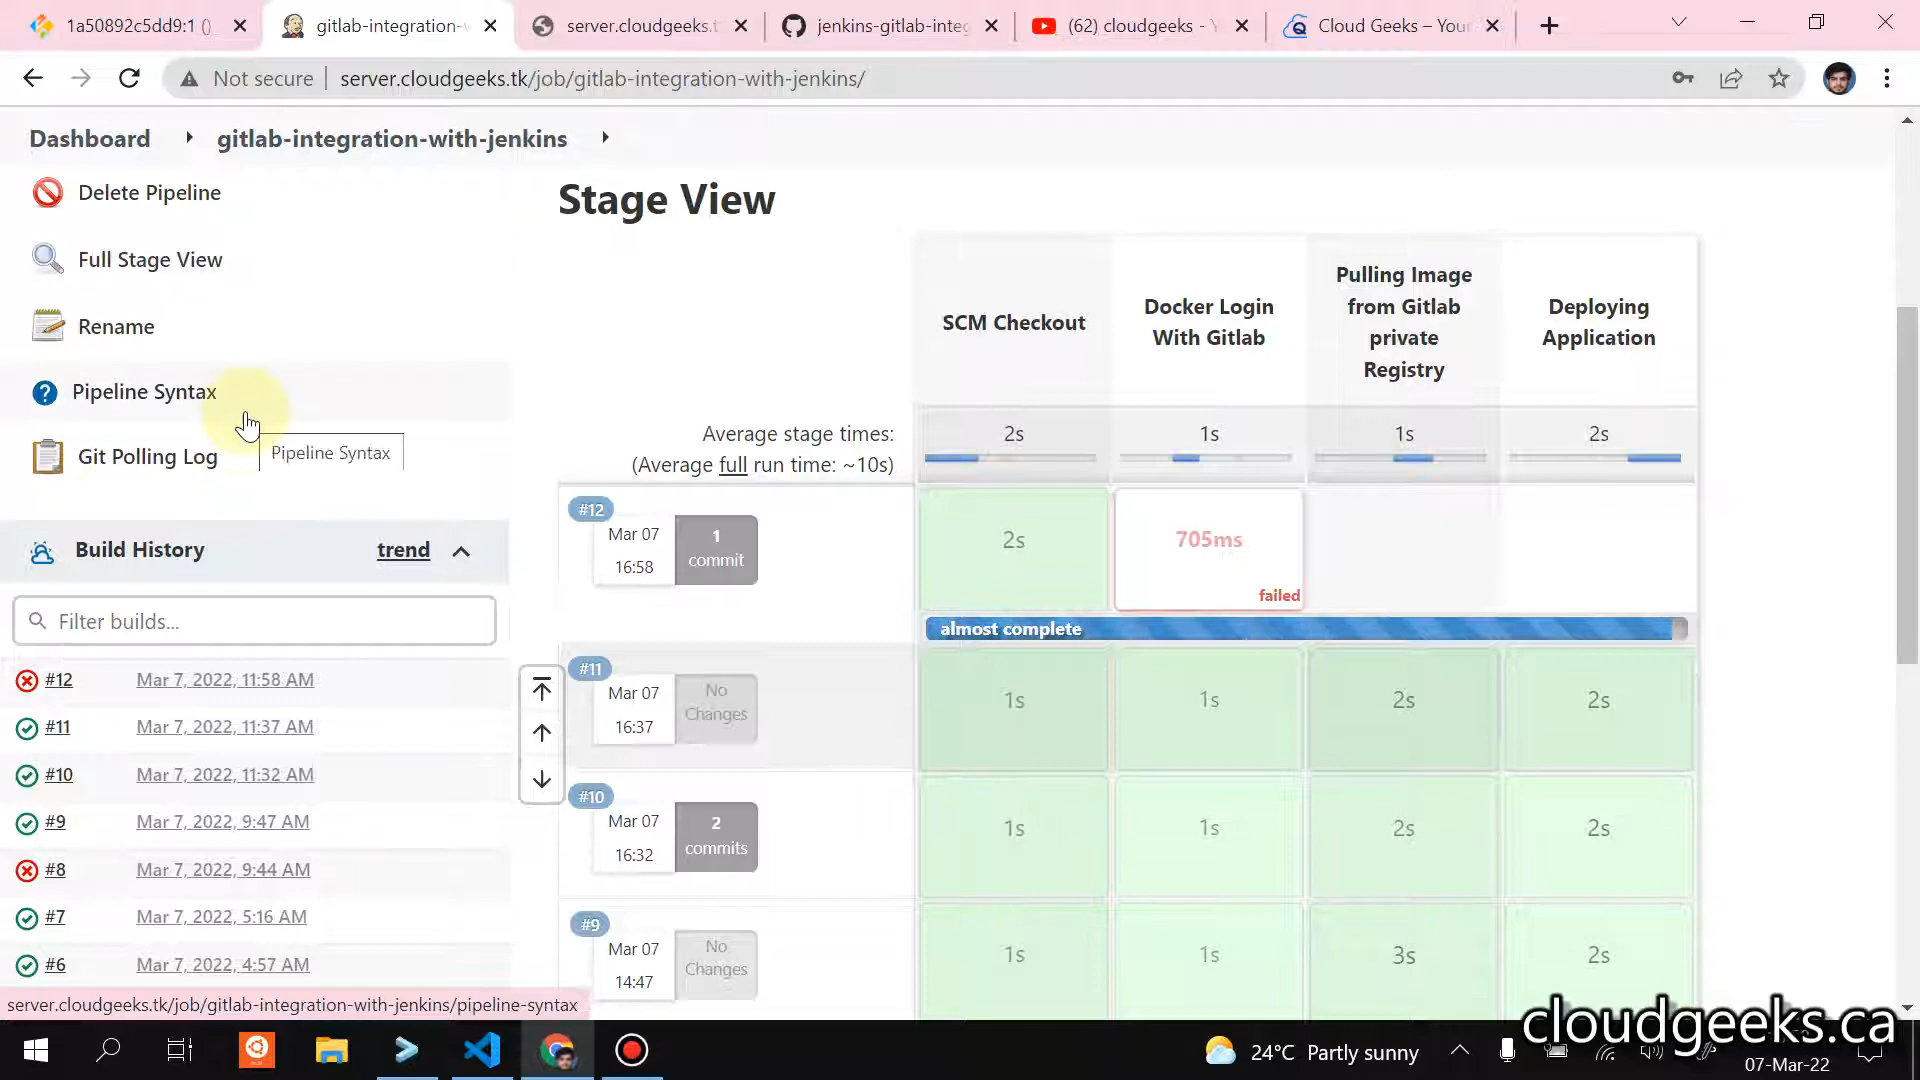 1a50892c5dd9:1 ()
gitlab-integration-w
server.cloudgeeks.t
jenkins-gitlab-integ
(62) cloudgeeks - Y
Cloud Geeks – Your
Not secure
server.cloudgeeks.tk/job/gitlab-integration-with-jenkins/
Dashboard
gitlab-integration-with-jenkins
Delete Pipeline
Full Stage View
Rename
Pipeline Syntax
Git Polling Log
Pipeline Syntax
Build History
trend
Filter builds...
#12 Mar 7, 2022, 11:58 AM
#11 Mar 7, 2022, 11:37 AM
#10 Mar 7, 2022, 11:32 AM
#9 Mar 7, 2022, 9:47 AM
#8 Mar 7, 2022, 9:44 AM
#7 Mar 7, 2022, 5:16 AM
#6 Mar 7, 2022, 4:57 AM
server.cloudgeeks.tk/job/gitlab-integration-with-jenkins/pipeline-syntax
Stage View
SCM Checkout
Docker Login
With Gitlab
Pulling Image
from Gitlab
private
Registry
Deploying
Application
Average stage times:
(Average full run time: ~10s)
2s 1s 1s 2s
#12
Mar 07
16:58
1
commit
2s
705ms
failed
almost complete
#11
Mar 07
16:37
No
Changes
1s 1s 2s 2s
#10
Mar 07
16:32
2
commits
1s 1s 2s 2s
#9
Mar 07
14:47
No
Changes
1s 1s 3s 2s
cloudgeeks.ca
24°C Partly sunny
07-Mar-22